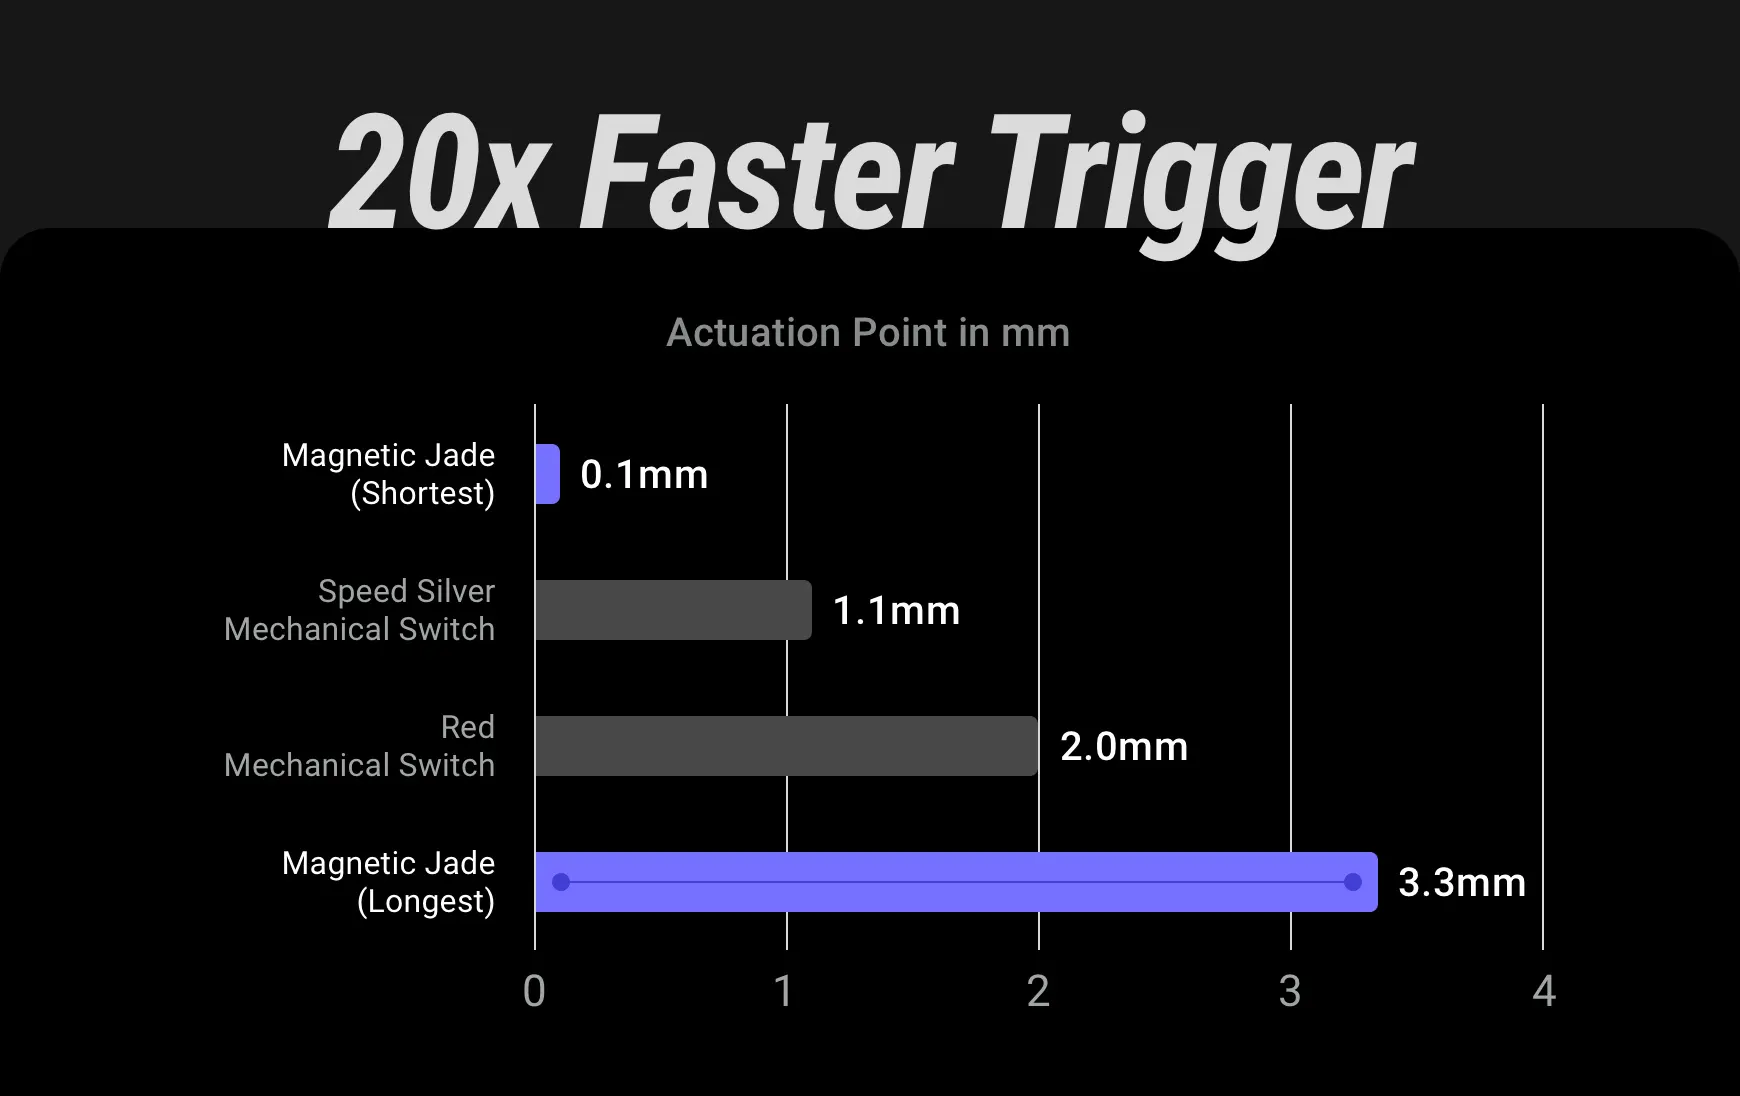 20x Faster Trigger
Actuation Point in mm
Magnetic Jade
(Shortest)
0.1mm
Speed Silver
Mechanical Switch
1.1mm
Red
Mechanical Switch
2.0mm
Magnetic Jade
(Longest)
3.3mm
0 1 2 3 4